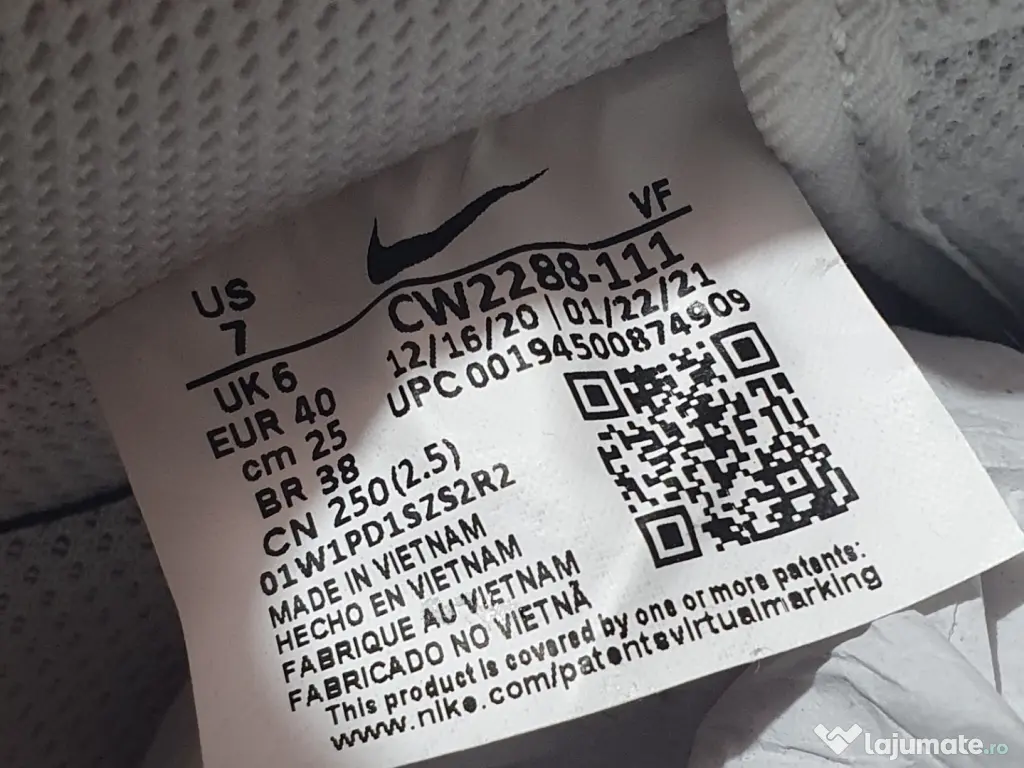 US
7
VF
UK 6
EUR 40
cm 25
BR 38
CN 250 (2.5)
CW2288-111
12/16/20 | 01/22/21
UPC 00194500874909
01W1PD1SZS2R2
MADE IN VIETNAM
HECHO EN VIETNAM
FABRIQUE AU VIETNAM
FABRICADO NO VIETNÃ
This product is covered by one or more patents:
www.nike.com/patentsvirtualmarking
lajumate.ro